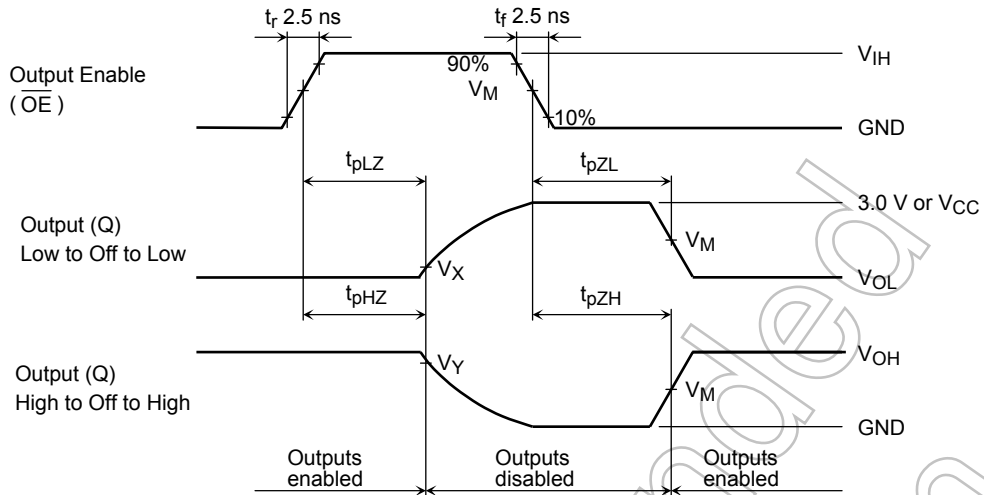 tr 2.5 ns
tf 2.5 ns
Output Enable
( OE )
90%
VM
10%
VIH
GND
tpLZ
tpZL
Output (Q)
Low to Off to Low
3.0 V or VCC
VM
VX
VOL
tpHZ
tpZH
Output (Q)
High to Off to High
VY
VOH
VM
GND
Outputs
enabled
Outputs
disabled
Outputs
enabled